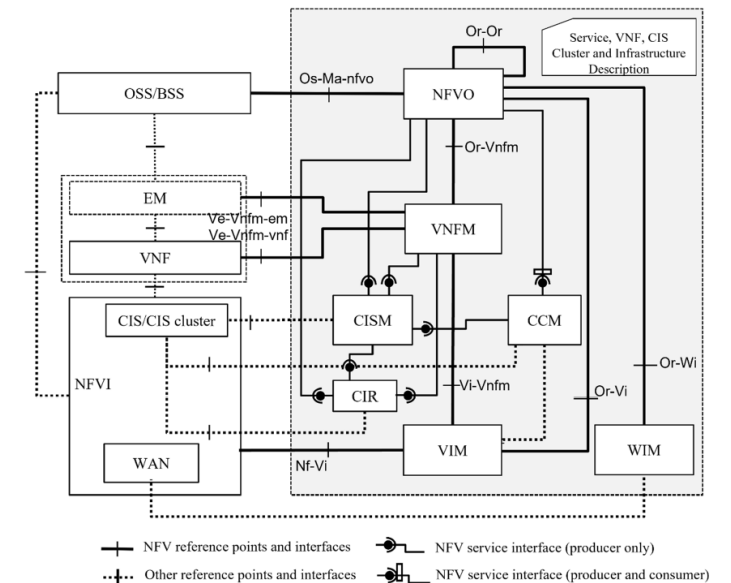 Or-Or
Service, VNF, CIS
Cluster and Infrastructure
Description
Os-Ma-nfvo
OSS/BSS
NFVO
Or-Vnfm
EM
Ve-Vnfm-em
Ve-Vnfm-vnf
VNFM
VNF
CIS/CIS cluster
CISM
CCM
NFVI
Or-Wi
Vi-Vnfm
Or-Vi
CIR
WAN
VIM
WIM
Nf-Vi
NFV reference points and interfaces
NFV service interface (producer only)
Other reference points and interfaces
NFV service interface (producer and consumer)